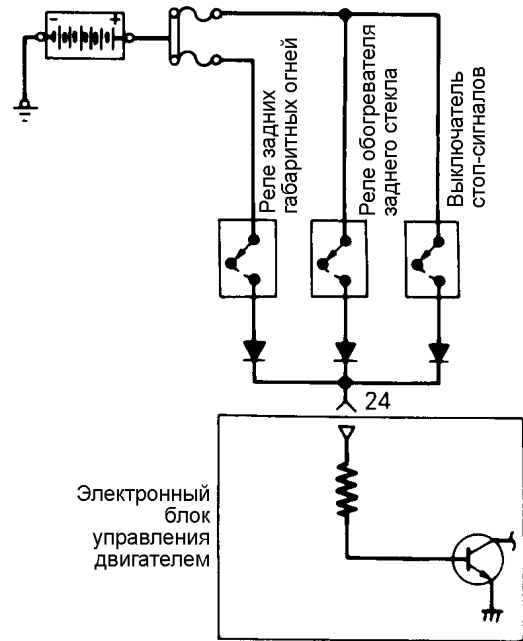 - +
Реле задних
габаритных огней
Реле обогревателя
заднего стекла
Выключатель
стоп-сигналов
24
Электронный
блок
управления
двигателем